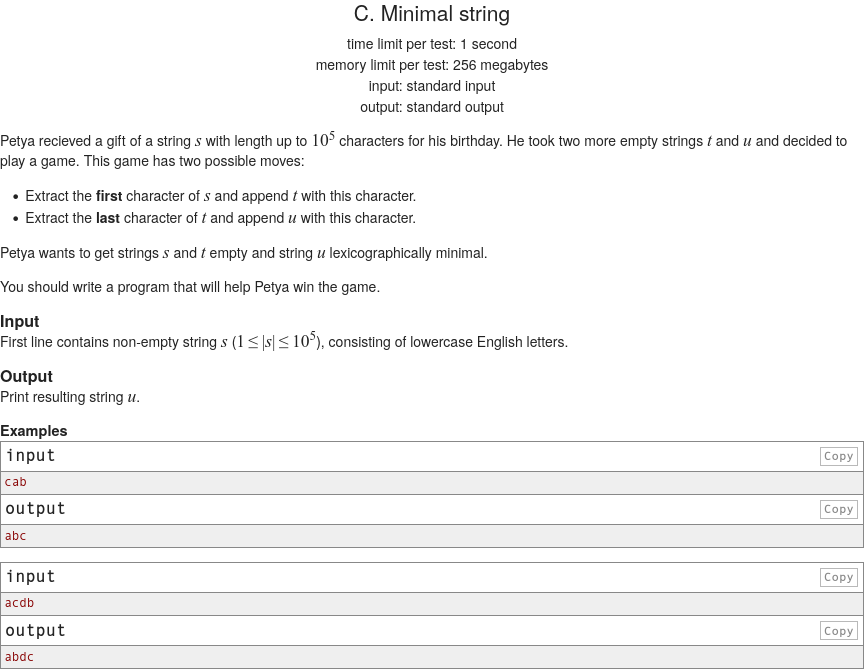 C. Minimal string
time limit per test: 1 second
memory limit per test: 256 megabytes
input: standard input
output: standard output
Petya recieved a gift of a string s with length up to 10^5 characters for his birthday. He took two more empty strings t and u and decided to
play a game. This game has two possible moves:
• Extract the first character of s and append t with this character.
• Extract the last character of t and append u with this character.
Petya wants to get strings s and t empty and string u lexicographically minimal.
You should write a program that will help Petya win the game.
Input
First line contains non-empty string s (1 ≤ |s| ≤ 10^5), consisting of lowercase English letters.
Output
Print resulting string u.
Examples
input Copy
cab
output Copy
abc
input Copy
acdb
output Copy
abdc